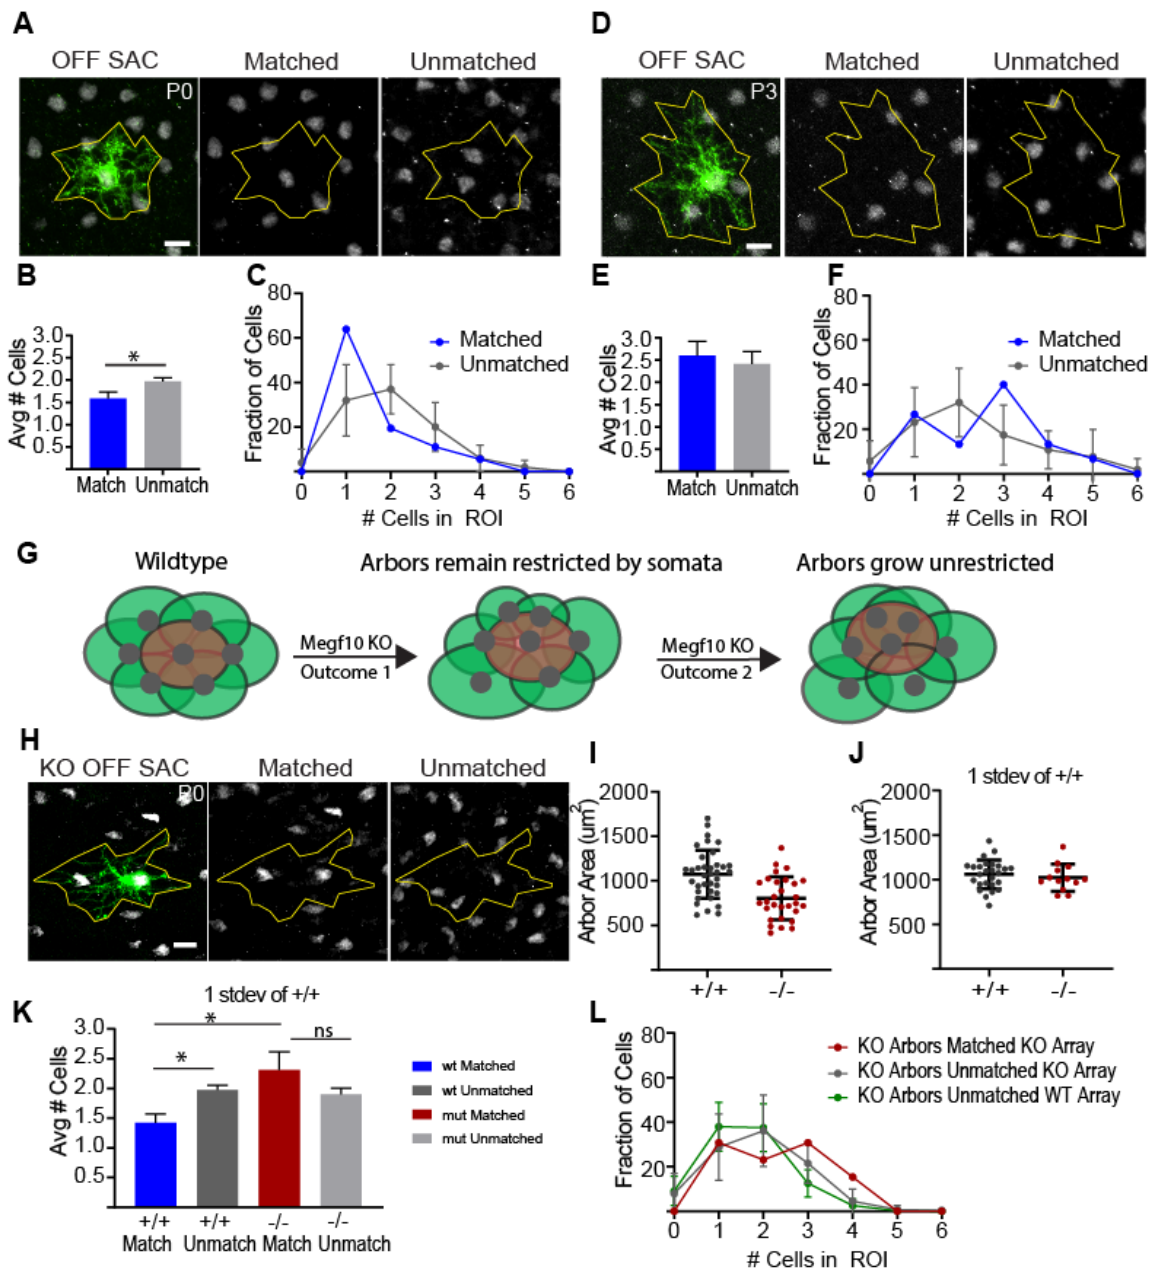 A
D
OFF SAC Matched Unmatched
OFF SAC Matched Unmatched
P0
P3
B
C
E
F
Avg # Cells
3.0
2.5
2.0
1.5
1.0
0.5
*
Match Unmatch
Fraction of Cells
80
60
40
20
Matched
Unmatched
0 1 2 3 4 5 6
# Cells in ROI
Avg # Cells
3.0
2.5
2.0
1.5
1.0
0.5
Match Unmatch
Fraction of Cells
80
60
40
20
Matched
Unmatched
0 1 2 3 4 5 6
# Cells in ROI
G
Wildtype
Arbors remain restricted by somata
Arbors grow unrestricted
Megf10 KO
Outcome 1
Megf10 KO
Outcome 2
H
KO OFF SAC Matched Unmatched
P0
I
Arbor Area (um²)
2000
1500
1000
500
+/+ -/-
J
1 stdev of +/+
Arbor Area (um²)
2000
1500
1000
500
+/+ -/-
K
1 stdev of +/+
Avg # Cells
3.0
2.5
2.0
1.5
1.0
0.5
*
*
ns
+/+ +/+ -/- -/-
Match Unmatch Match Unmatch
wt Matched
wt Unmatched
mut Matched
mut Unmatched
L
Fraction of Cells
80
60
40
20
KO Arbors Matched KO Array
KO Arbors Unmatched KO Array
KO Arbors Unmatched WT Array
0 1 2 3 4 5 6
# Cells in ROI